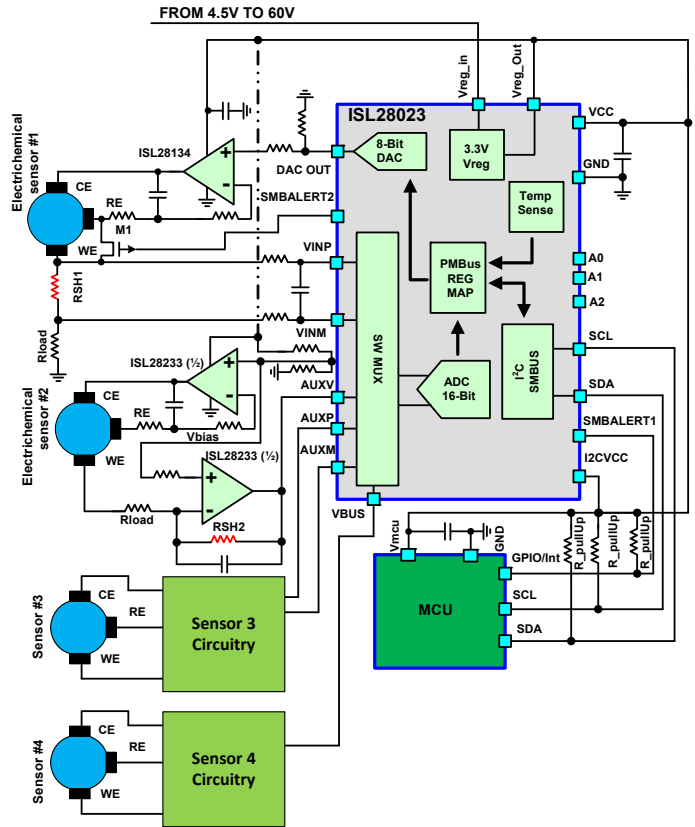 FROM 4.5V TO 60V
Vreg_in
Vreg_Out
ISL28023
VCC
8-Bit
DAC
3.3V
Vreg
ISL28134
DAC OUT
GND
Electrichemical
sensor #1
CE
RE
M1
WE
SMBALERT2
Temp
Sense
VINP
A0
A1
A2
PMBus
REG
MAP
RSH1
Rload
VINM
SW MUX
SCL
I²C
SMBUS
ISL28233 (½)
ADC
16-Bit
AUXV
SDA
Electrichemical
sensor #2
CE
RE
Vbias
WE
AUXP
SMBALERT1
ISL28233 (½)
AUXM
I2CVCC
VBUS
Rload
RSH2
Vmcu
GND
R_pullUp
R_pullUp
R_pullUp
GPIO/Int
SCL
SDA
MCU
Sensor #3
CE
RE
WE
Sensor 3
Circuitry
Sensor #4
CE
RE
WE
Sensor 4
Circuitry